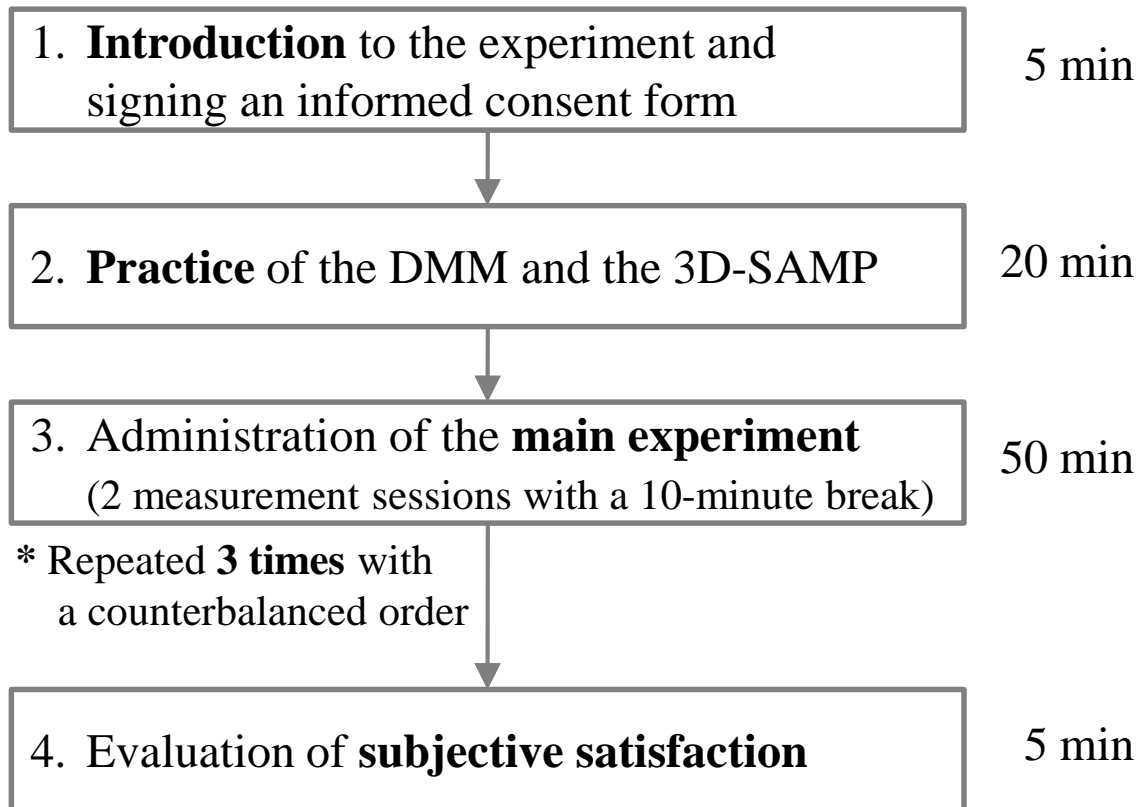 1. Introduction to the experiment and
signing an informed consent form
5 min
2. Practice of the DMM and the 3D-SAMP
20 min
3. Administration of the main experiment
(2 measurement sessions with a 10-minute break)
50 min
* Repeated 3 times with
a counterbalanced order
4. Evaluation of subjective satisfaction
5 min